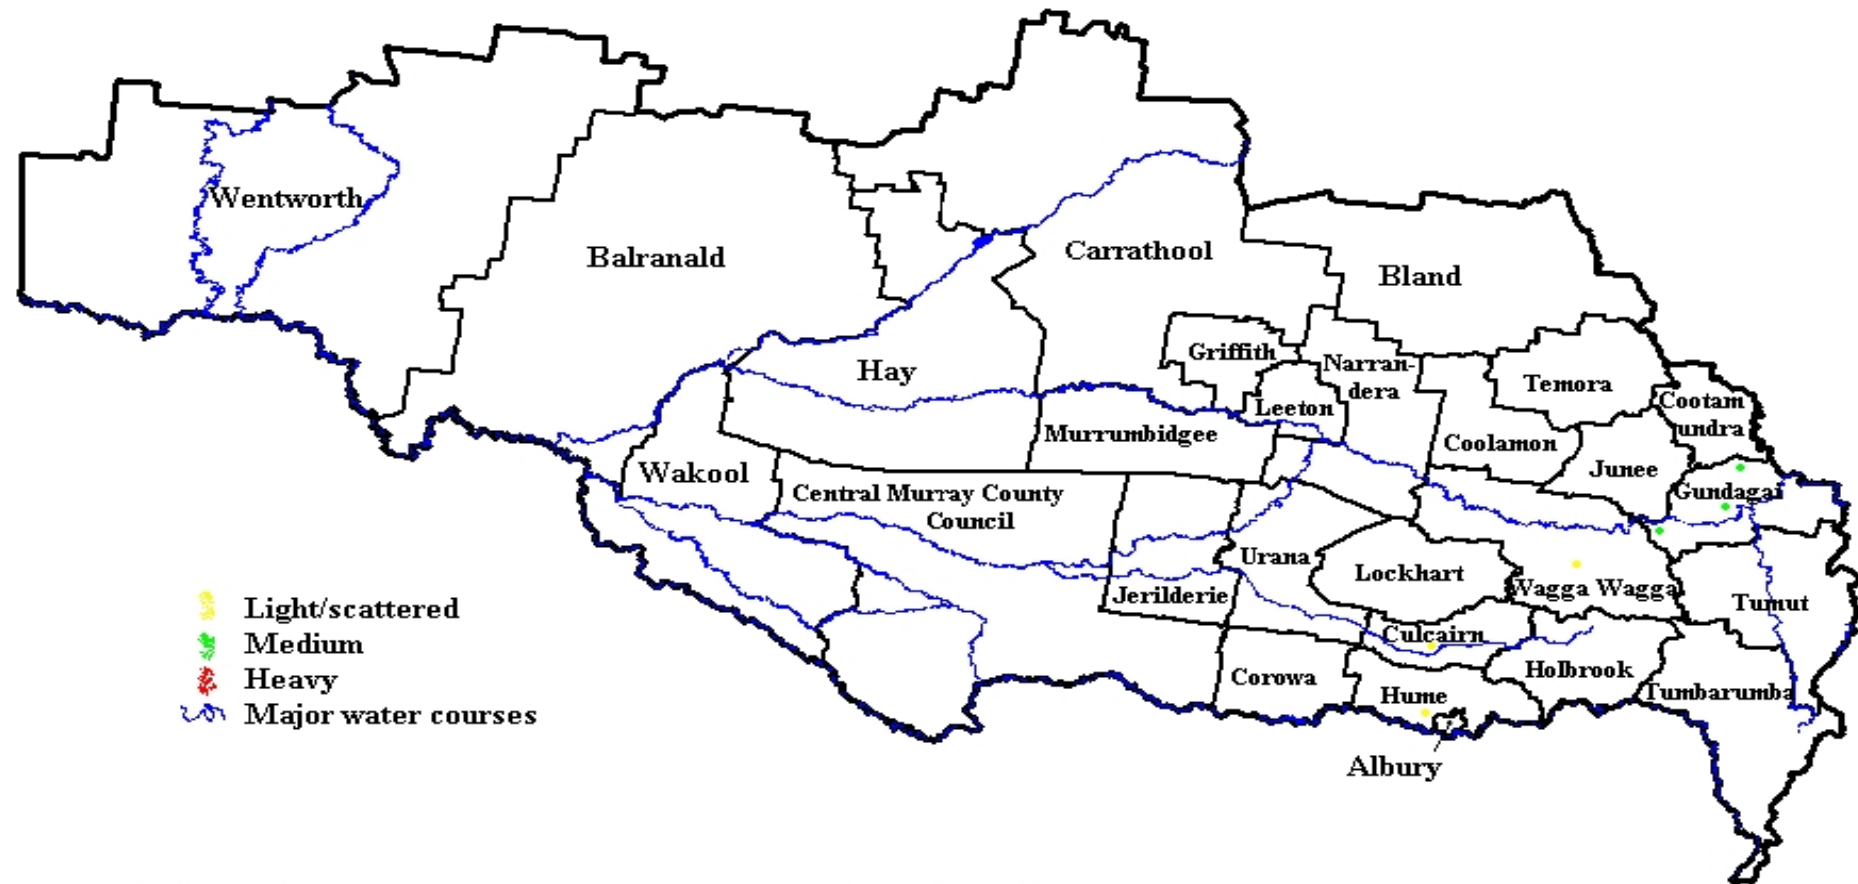 Wentworth
Balranald
Carrathool
Bland
Hay
Griffith
Narran-
dera
Temora
Leeton
Cootam
undra
Murrumbidgee
Coolamon
Junee
Wakool
Central Murray County
Council
Gundagai
Urana
Lockhart
Jerilderie
Wagga Wagga
Tumut
Culcairn
Corowa
Hume
Holbrook
Tumbarumba
Albury
Light/scattered
Medium
Heavy
Major water courses